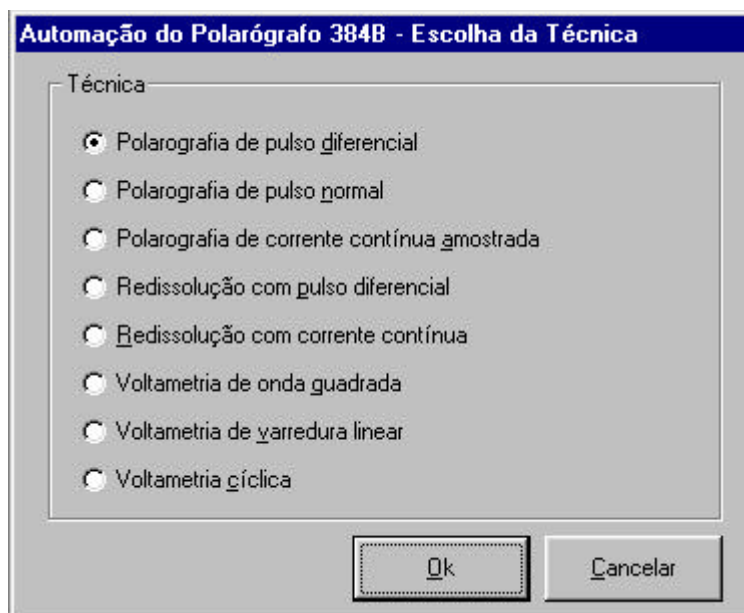 Automação do Polarógrafo 384B - Escolha da Técnica
Técnica
Polarografia de pulso diferencial
Polarografia de pulso normal
Polarografia de corrente contínua amostrada
Redissolução com pulso diferencial
Redissolução com corrente contínua
Voltametria de onda quadrada
Voltametria de varredura linear
Voltametria cíclica
Ok Cancelar